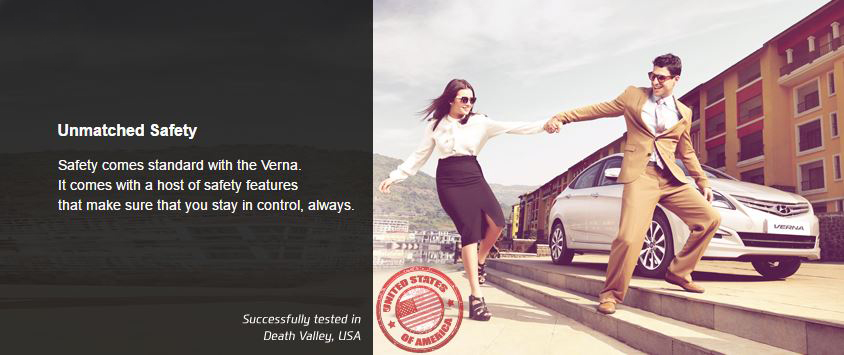 Unmatched Safety
Safety comes standard with the Verna.
It comes with a host of safety features
that make sure that you stay in control, always.
Successfully tested in
Death Valley, USA
UNITED STATES
OF AMERICA
VERNA